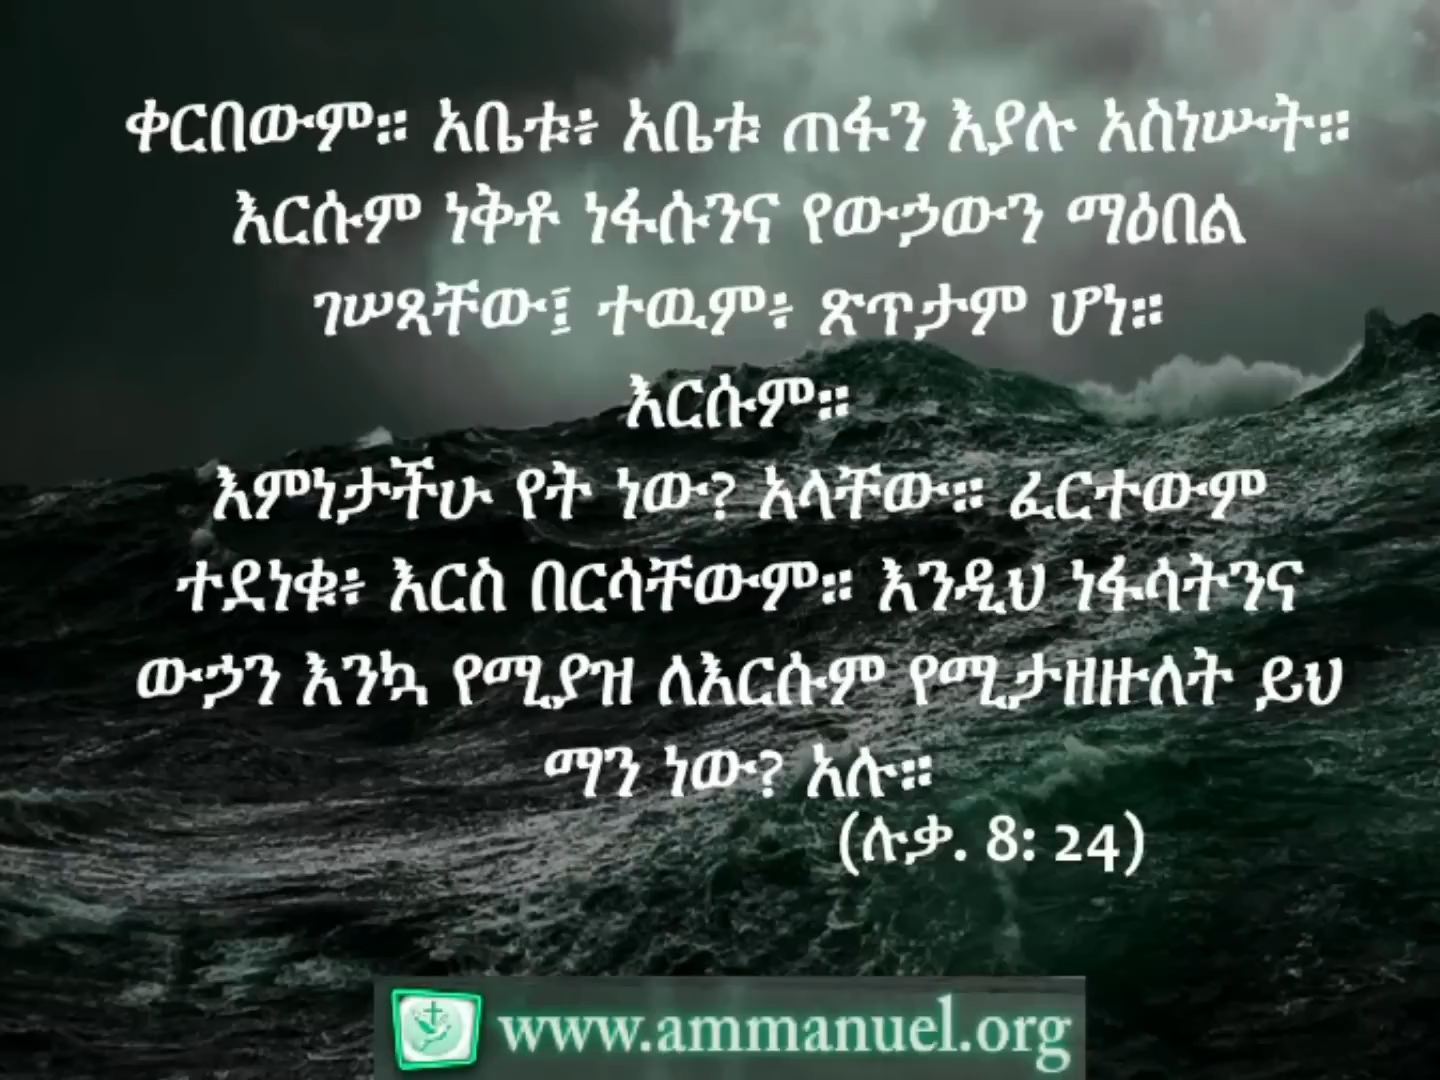 ቀርበውም። አቤቱ፥ አቤቱ ጠፋን እያሉ አስነሡት።
እርሱም ነቅቶ ነፋሱንና የውኃውን ማዕበል
ገሠጻቸው፤ ተዉም፥ ጽጥታም ሆነ።
እርሱም።
እምነታችሁ የት ነው? አላቸው። ፈርተውም
ተደነቁ፥ እርስ በርሳቸውም። እንዲህ ነፋሳትንና
ውኃን እንኳ የሚያዝ ለእርሱም የሚታዘዙለት ይህ
ማን ነው? አሉ።
(ሉቃ. 8: 24)
www.ammanuel.org